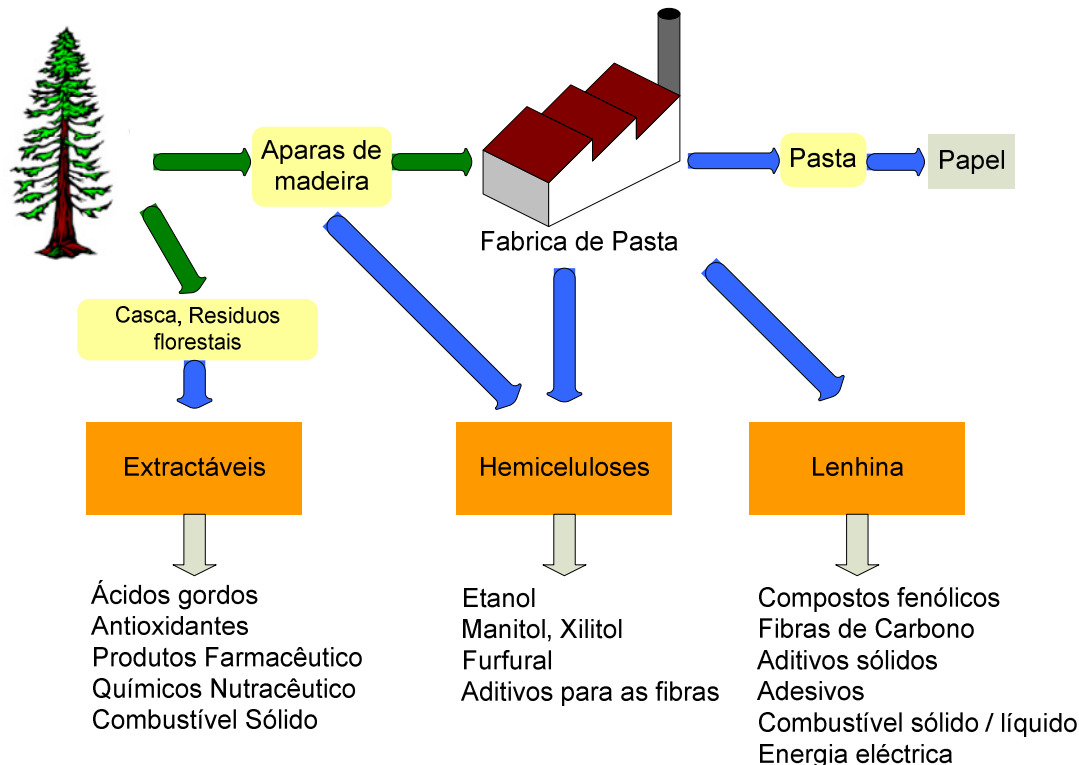 Aparas de
madeira
Pasta
Papel
Fabrica de Pasta
Casca, Residuos
florestais
Extractáveis
Hemiceluloses
Lenhina
Ácidos gordos
Antioxidantes
Produtos Farmacêutico
Químicos Nutracêutico
Combustível Sólido
Etanol
Manitol, Xilitol
Furfural
Aditivos para as fibras
Compostos fenólicos
Fibras de Carbono
Aditivos sólidos
Adesivos
Combustível sólido / líquido
Energia eléctrica